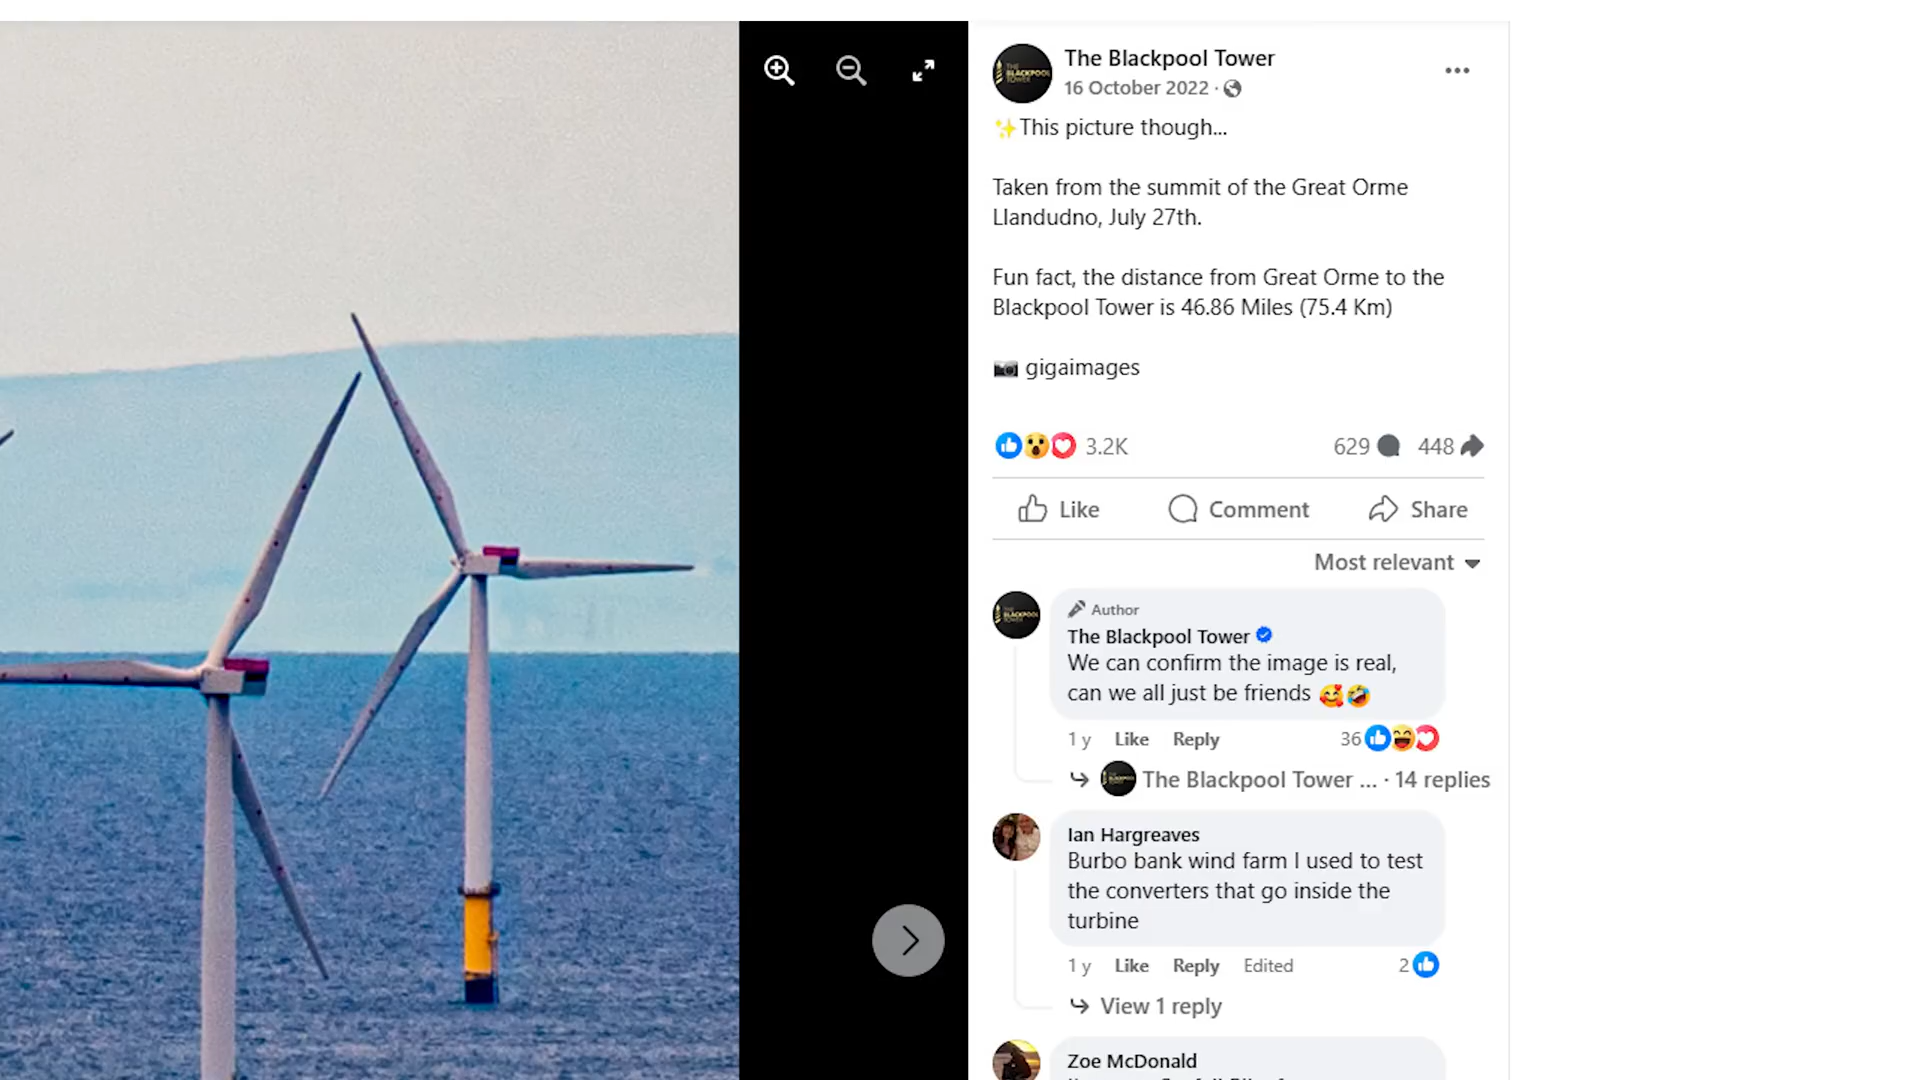 The Blackpool Tower
16 October 2022 ·
✨This picture though...
Taken from the summit of the Great Orme
Llandudno, July 27th.
Fun fact, the distance from Great Orme to the
Blackpool Tower is 46.86 Miles (75.4 Km)
📷 gigaimages
3.2K 629 448
Like Comment Share
Most relevant
Author
The Blackpool Tower
We can confirm the image is real,
can we all just be friends 🥰🤣
1 y Like Reply 36
The Blackpool Tower ... · 14 replies
Ian Hargreaves
Burbo bank wind farm I used to test
the converters that go inside the
turbine
1 y Like Reply Edited 2
View 1 reply
Zoe McDonald